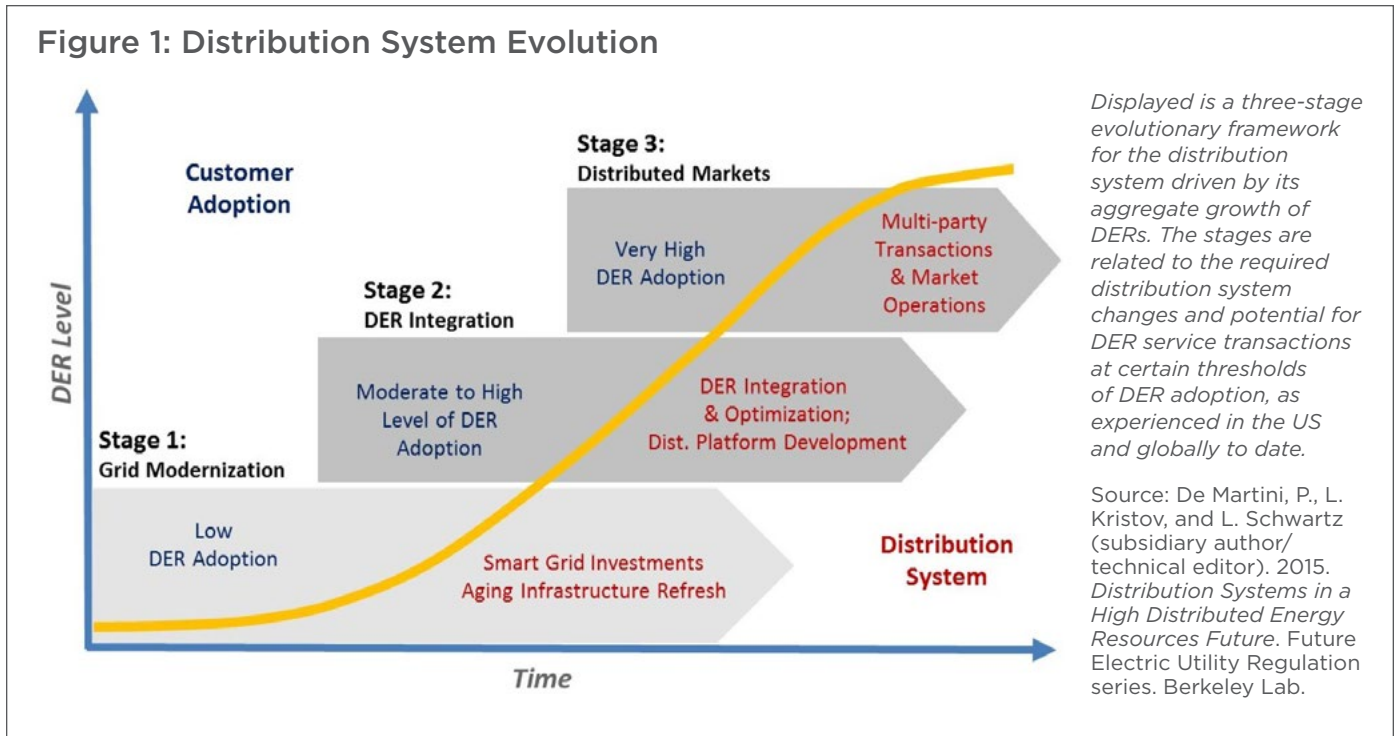 Figure 1: Distribution System Evolution
DER Level
Customer
Adoption
Stage 1:
Grid Modernization
Low
DER Adoption
Smart Grid Investments
Aging Infrastructure Refresh
Stage 2:
DER Integration
Moderate to High
Level of DER
Adoption
DER Integration
& Optimization;
Dist. Platform Development
Stage 3:
Distributed Markets
Very High
DER Adoption
Multi-party
Transactions
& Market
Operations
Distribution
System
Time
Displayed is a three-stage
evolutionary framework
for the distribution
system driven by its
aggregate growth of
DERs. The stages are
related to the required
distribution system
changes and potential for
DER service transactions
at certain thresholds
of DER adoption, as
experienced in the US
and globally to date.
Source: De Martini, P., L.
Kristov, and L. Schwartz
(subsidiary author/
technical editor). 2015.
Distribution Systems in a
High Distributed Energy
Resources Future. Future
Electric Utility Regulation
series. Berkeley Lab.